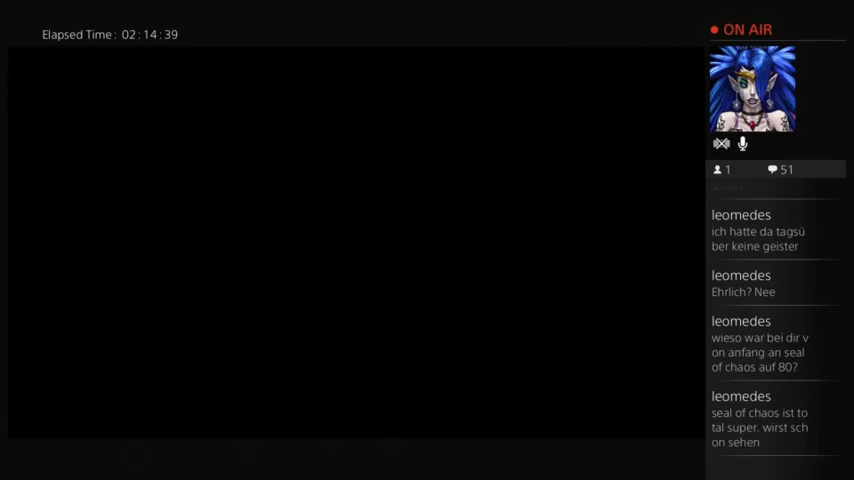 Elapsed Time: 02:14:39
ON AIR
1 51
leomedes
ich hatte da tagsü
ber keine geister
leomedes
Ehrlich? Nee
leomedes
wieso war bei dir v
on anfang an seal
of chaos auf 80?
leomedes
seal of chaos ist to
tal super. wirst sch
on sehen